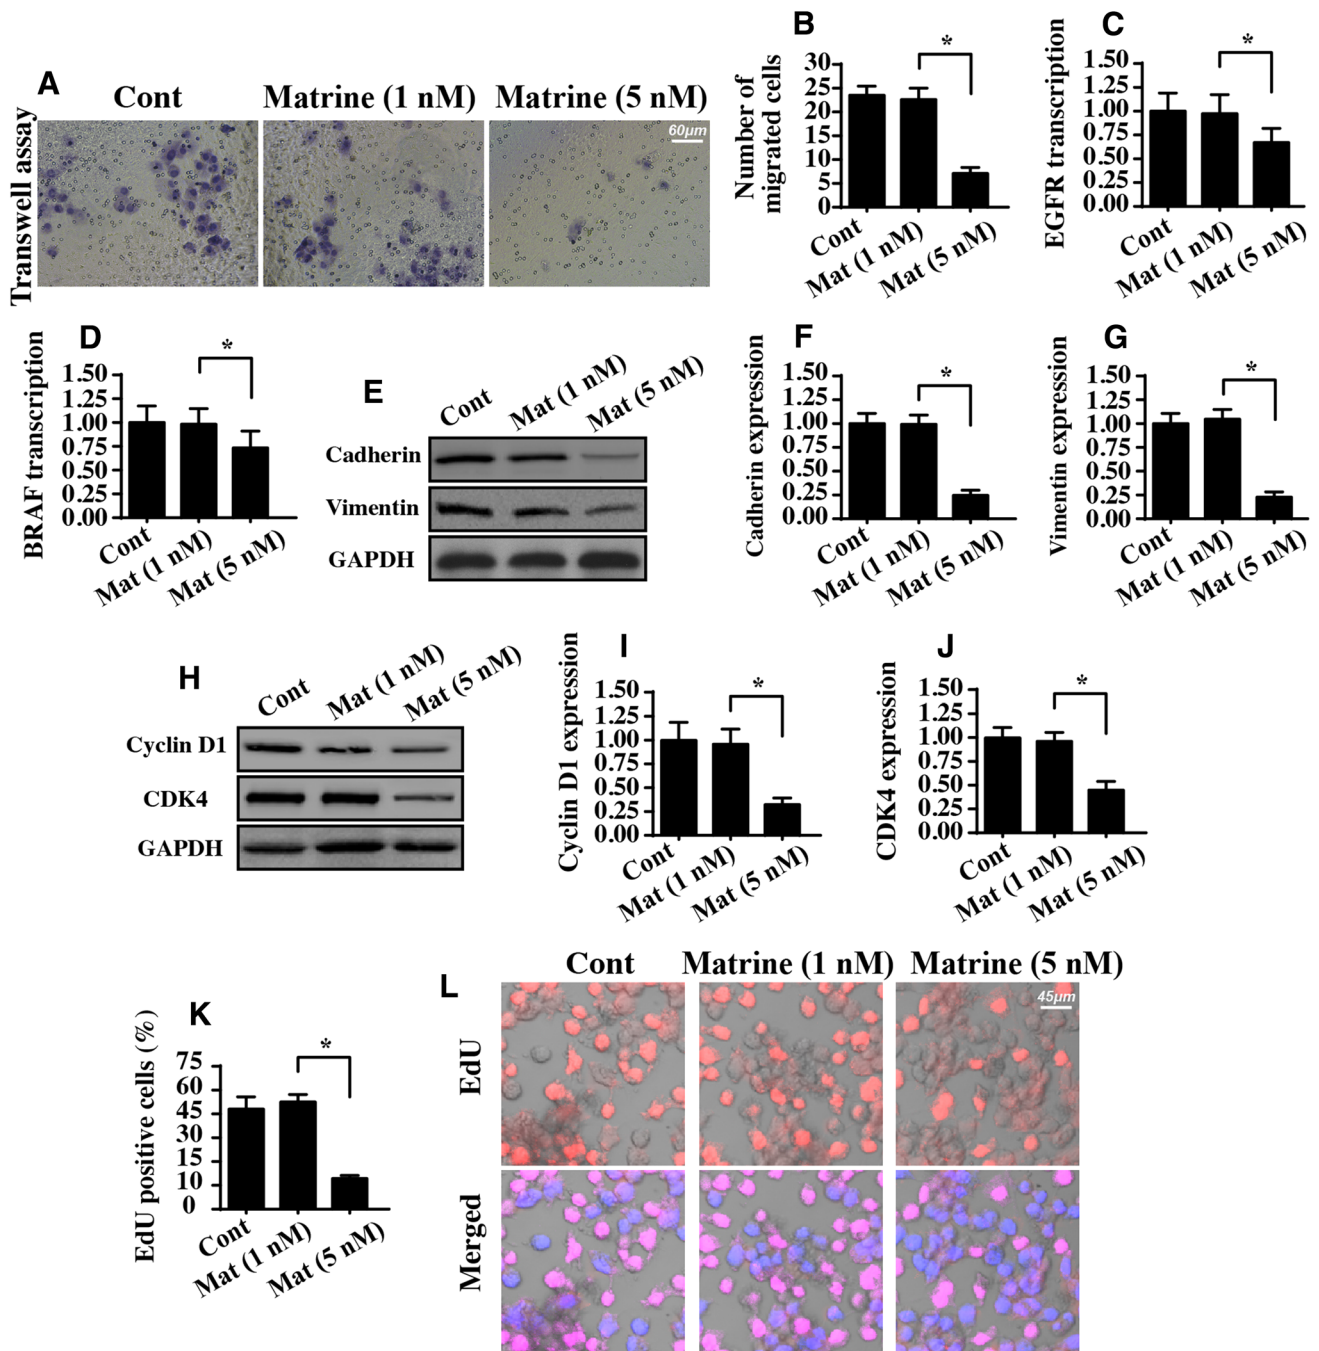 A
Cont
Matrine (1 nM)
Matrine (5 nM)
Transwell assay
60μm
B
Number of
migrated cells
30
25
20
15
10
5
0
Cont
Mat (1 nM)
Mat (5 nM)
*
C
EGFR transcription
1.50
1.25
1.00
0.75
0.50
0.25
0.00
Cont
Mat (1 nM)
Mat (5 nM)
*
D
BRAF transcription
1.50
1.25
1.00
0.75
0.50
0.25
0.00
Cont
Mat (1 nM)
Mat (5 nM)
*
E
Cont
Mat (1 nM)
Mat (5 nM)
Cadherin
Vimentin
GAPDH
F
Cadherin expression
1.50
1.25
1.00
0.75
0.50
0.25
0.00
Cont
Mat (1 nM)
Mat (5 nM)
*
G
Vimentin expression
1.50
1.25
1.00
0.75
0.50
0.25
0.00
Cont
Mat (1 nM)
Mat (5 nM)
*
H
Cont
Mat (1 nM)
Mat (5 nM)
Cyclin D1
CDK4
GAPDH
I
Cyclin D1 expression
1.50
1.25
1.00
0.75
0.50
0.25
0.00
Cont
Mat (1 nM)
Mat (5 nM)
*
J
CDK4 expression
1.50
1.25
1.00
0.75
0.50
0.25
0.00
Cont
Mat (1 nM)
Mat (5 nM)
*
K
EdU positive cells (%)
75
60
45
30
15
10
0
Cont
Mat (1 nM)
Mat (5 nM)
*
L
Cont
Matrine (1 nM)
Matrine (5 nM)
45μm
EdU
Merged